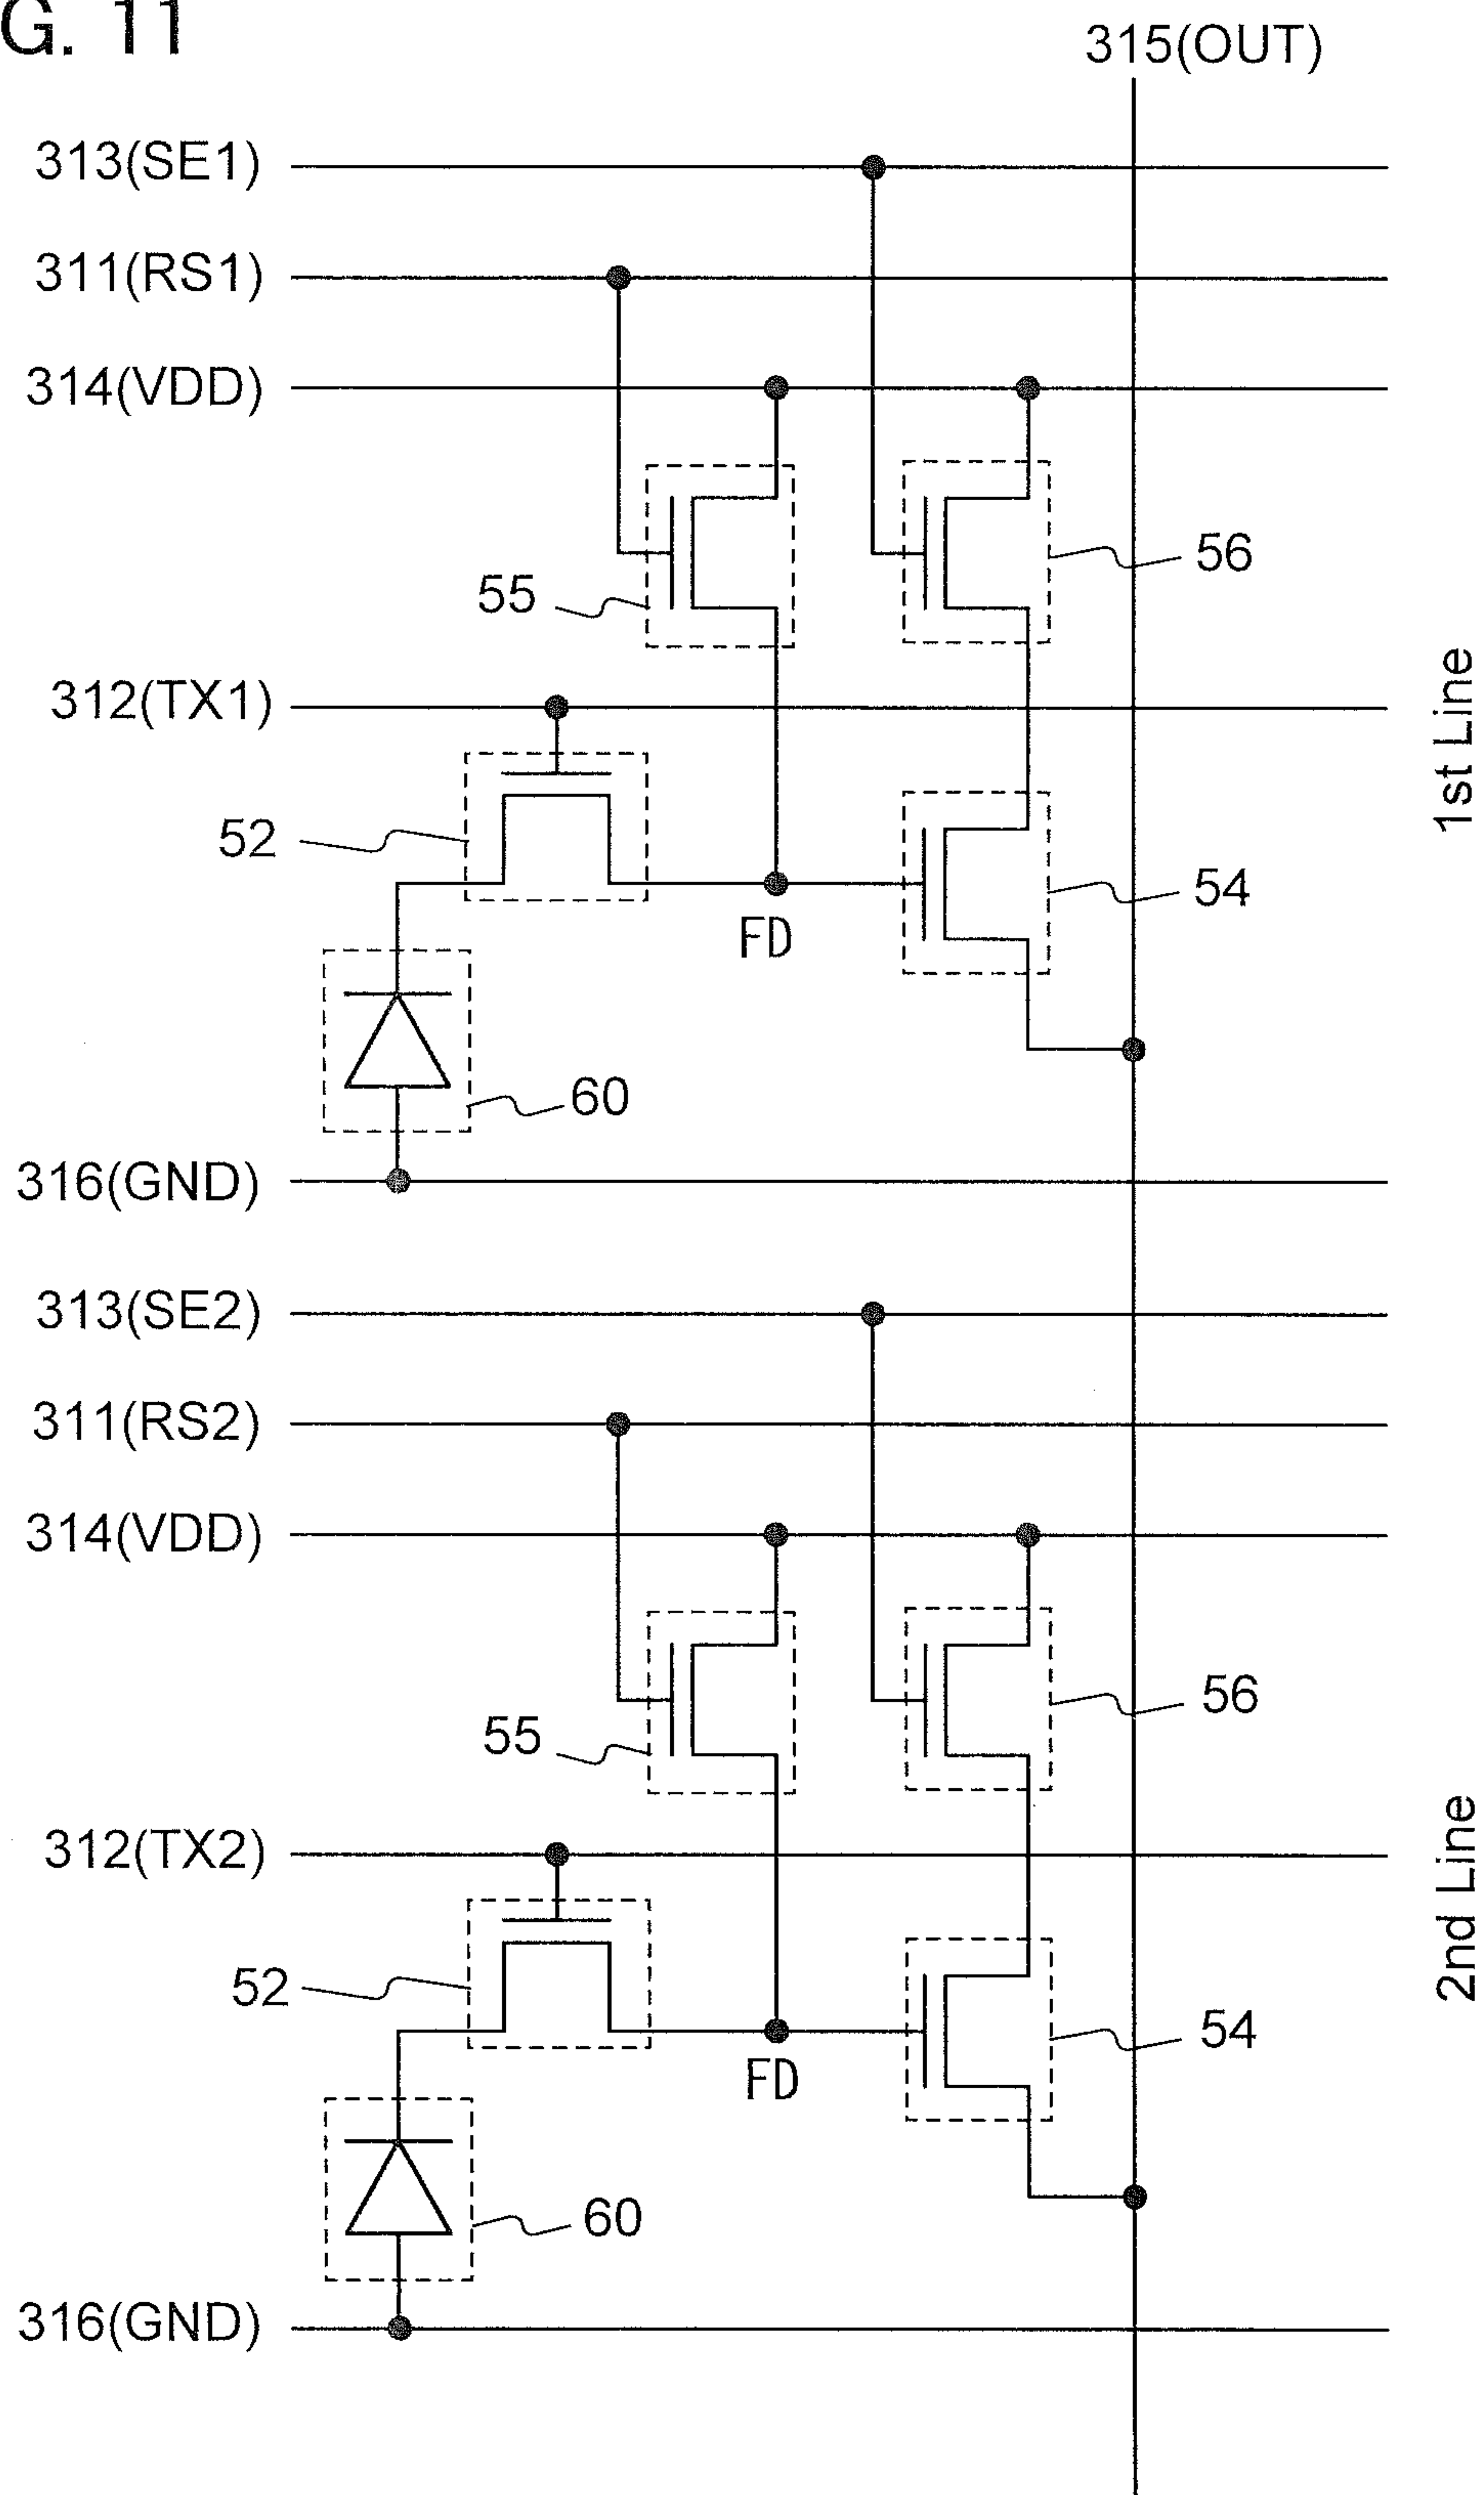 G. 11
315(OUT)
313(SE1)
311(RS1)
314(VDD)
56
55
312(TX1)
1st Line
52
54
FD
60
316(GND)
313(SE2)
311(RS2)
314(VDD)
56
55
312(TX2)
2nd Line
52
54
FD
60
316(GND)